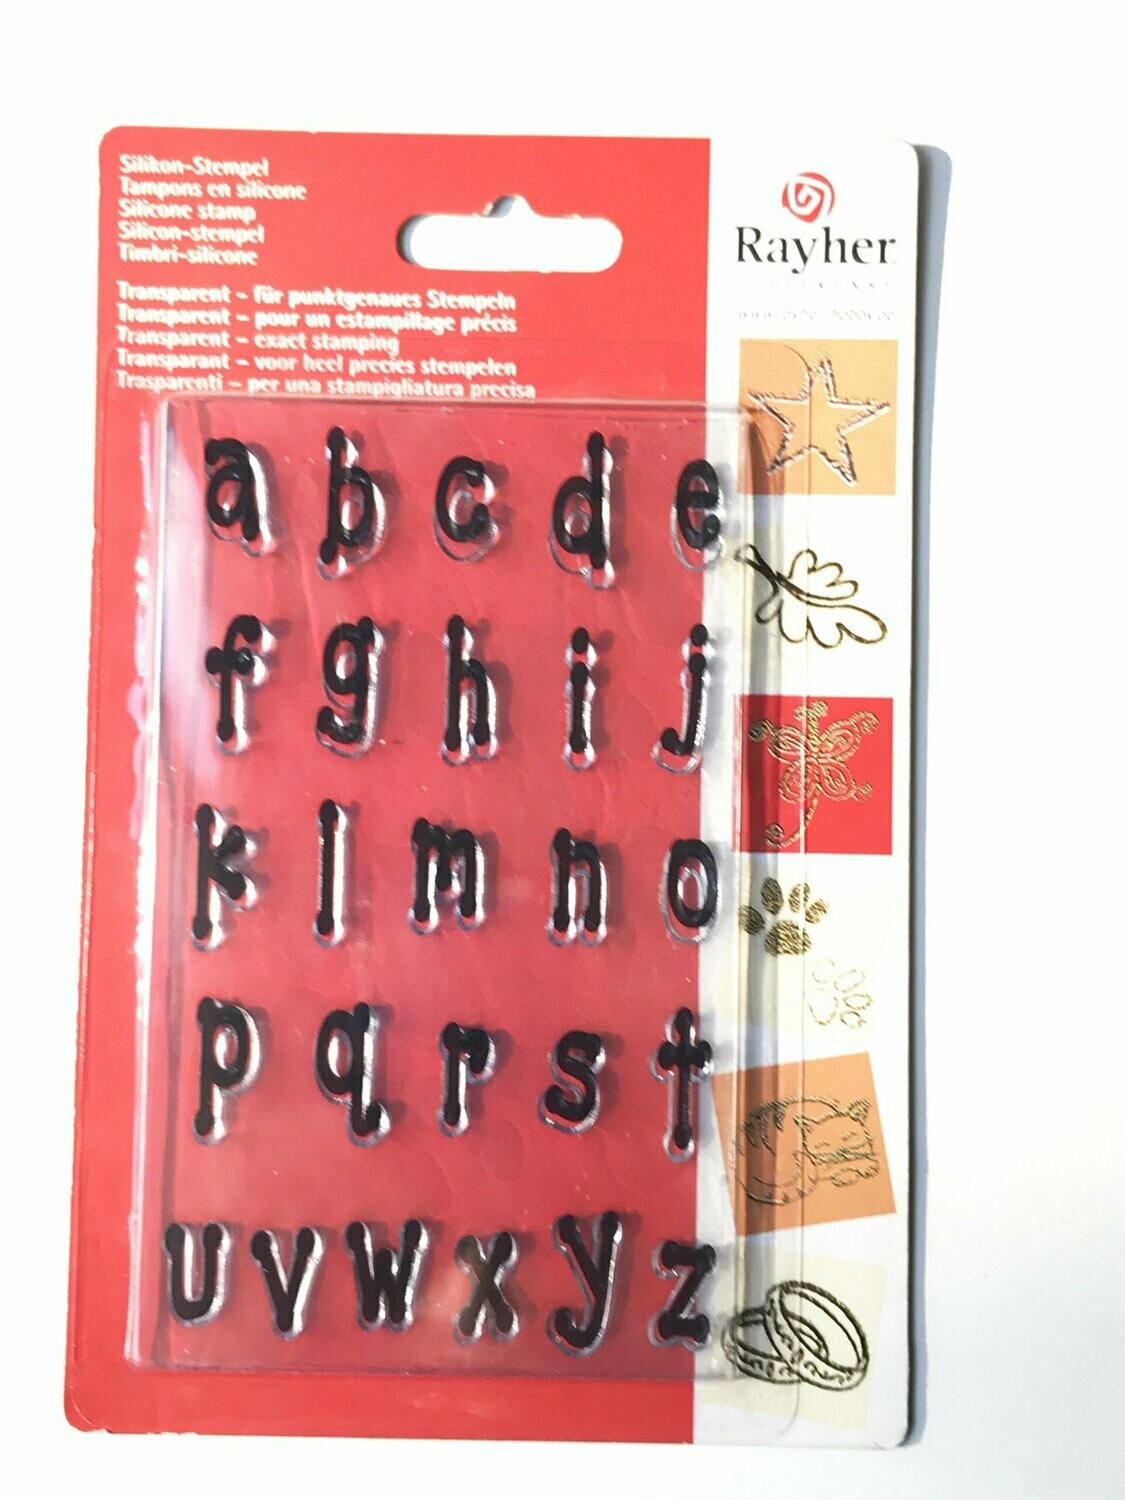 Silikon-Stempel
Tampons en silicone
Silicone stamp
Silicon-stempel
Timbri-silicone
Transparent – für punktgenaues Stempeln
Transparent – pour un estampillage précis
Transparent – exact stamping
Transparant – voor heel precies stempelen
Trasparenti – per una stampigliatura precisa
Rayher
a b c d e
f g h i j
k l m n o
p q r s t
u v w x y z